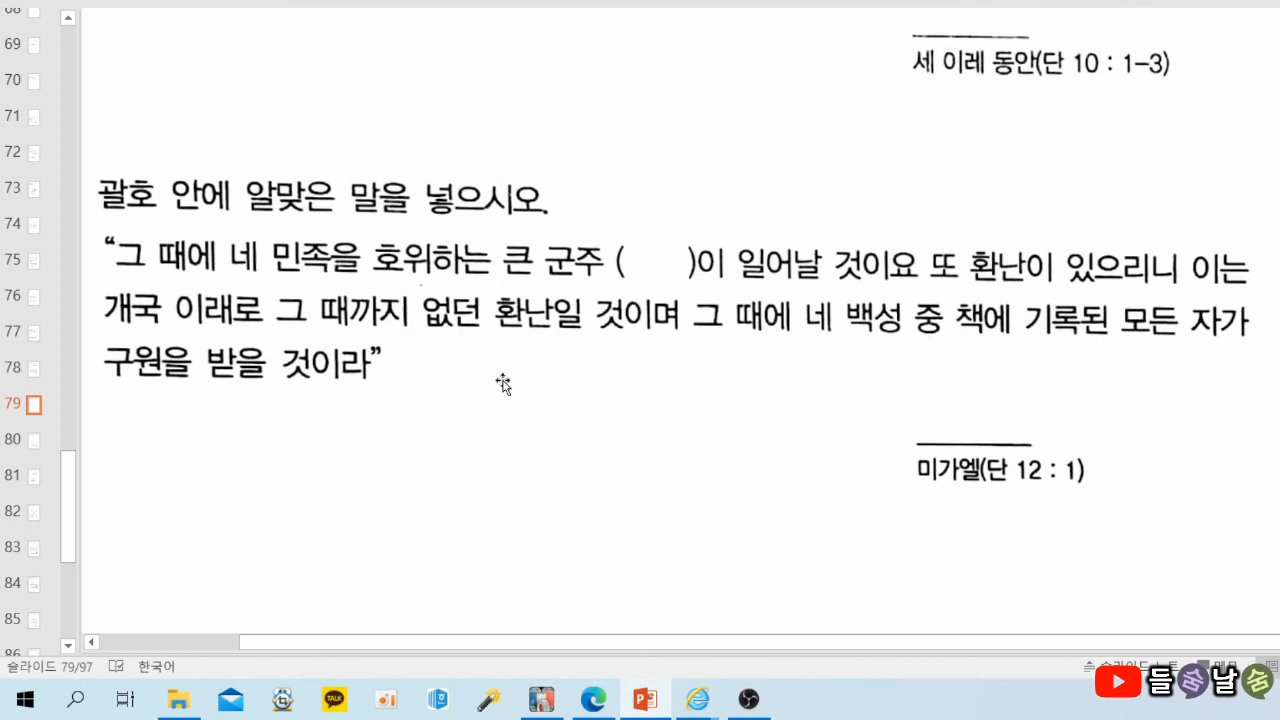 68
69
70
71
72
73
74
75
76
77
78
79
80
81
82
83
84
85
86
세 이레 동안(단 10 : 1-3)
괄호 안에 알맞은 말을 넣으시오.
“그 때에 네 민족을 호위하는 큰 군주 (      )이 일어날 것이요 또 환난이 있으리니 이는
개국 이래로 그 때까지 없던 환난일 것이며 그 때에 네 백성 중 책에 기록된 모든 자가
구원을 받을 것이라”
미가엘(단 12 : 1)
슬라이드 79/97 한국어
TALK
들숨날숨